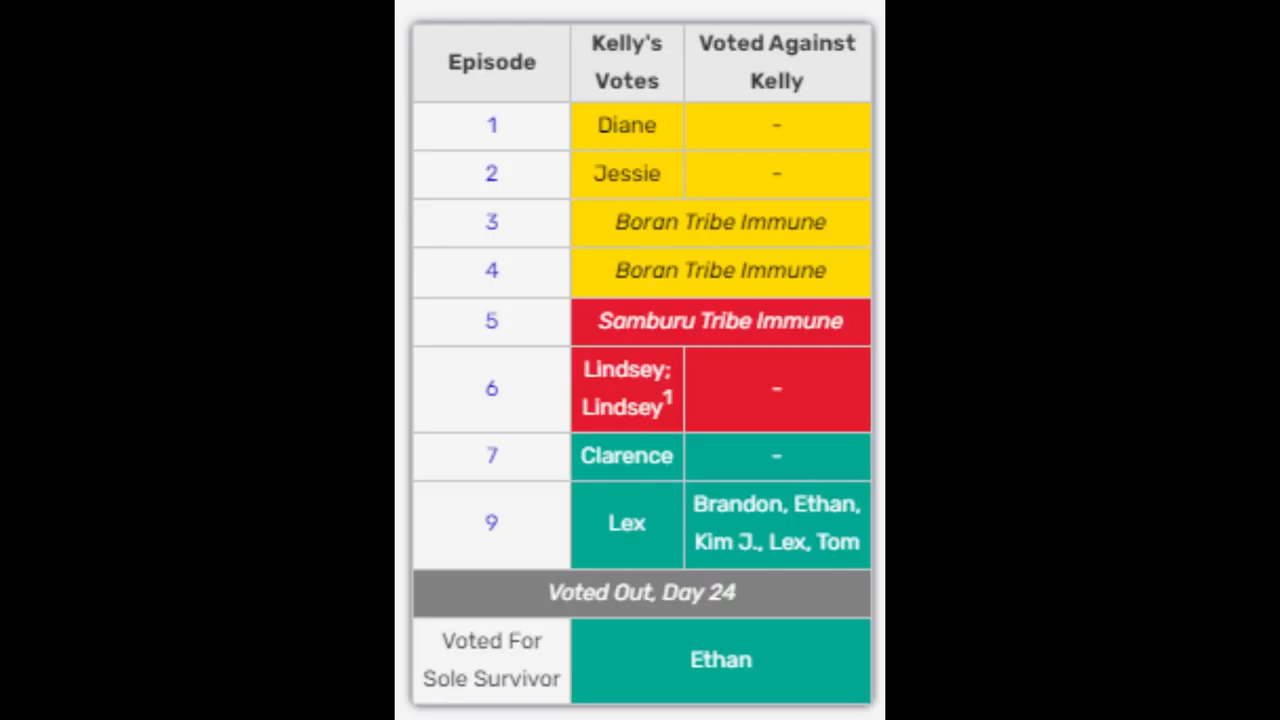 Episode
Kelly's
Votes
Voted Against
Kelly
1
Diane
-
2
Jessie
-
3
Boran Tribe Immune
4
Boran Tribe Immune
5
Samburu Tribe Immune
6
Lindsey;
Lindsey1
-
7
Clarence
-
9
Lex
Brandon, Ethan,
Kim J., Lex, Tom
Voted Out, Day 24
Voted For
Sole Survivor
Ethan